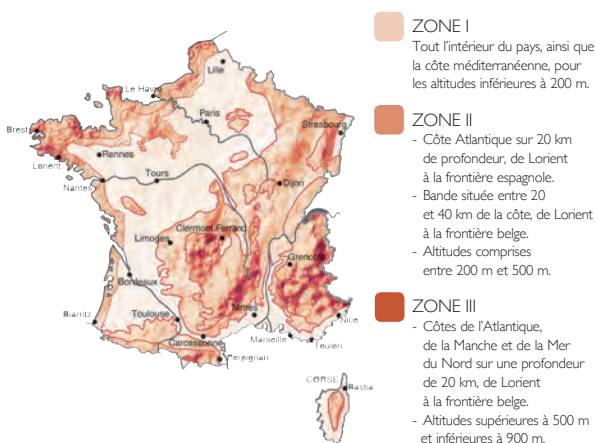 Lille
Le Havre
Paris
Strasbourg
Brest
Rennes
Lorient
Tours
Nantes
Dijon
Limoges
Clermont-Ferrand
Grenoble
Bordeaux
Biarritz
Toulouse
Nimes
Nice
Carcassonne
Marseille
Toulon
Perpignan
CORSE
Bastia
ZONE I
Tout l'intérieur du pays, ainsi que
la côte méditerranéenne, pour
les altitudes inférieures à 200 m.
ZONE II
- Côte Atlantique sur 20 km
de profondeur, de Lorient
à la frontière espagnole.
- Bande située entre 20
et 40 km de la côte, de Lorient
à la frontière belge.
- Altitudes comprises
entre 200 m et 500 m.
ZONE III
- Côtes de l'Atlantique,
de la Manche et de la Mer
du Nord sur une profondeur
de 20 km, de Lorient
à la frontière belge.
- Altitudes supérieures à 500 m
et inférieures à 900 m.